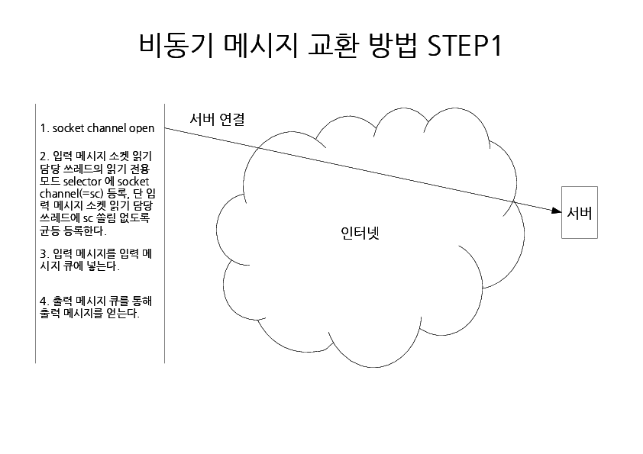 비동기 메시지 교환 방법 STEP1
1. socket channel open
서버 연결
2. 입력 메시지 소켓 읽기
담당 쓰레드의 읽기 전용
모드 selector 에 socket
channel(=sc) 등록, 단 입
력 메시지 소켓 읽기 담당
쓰레드에 sc 쏠림 없도록
균등 등록한다.
3. 입력 메시지를 입력 메
시지 큐에 넣는다.
4. 출력 메시지 큐를 통해
출력 메시지를 얻는다.
인터넷
서버